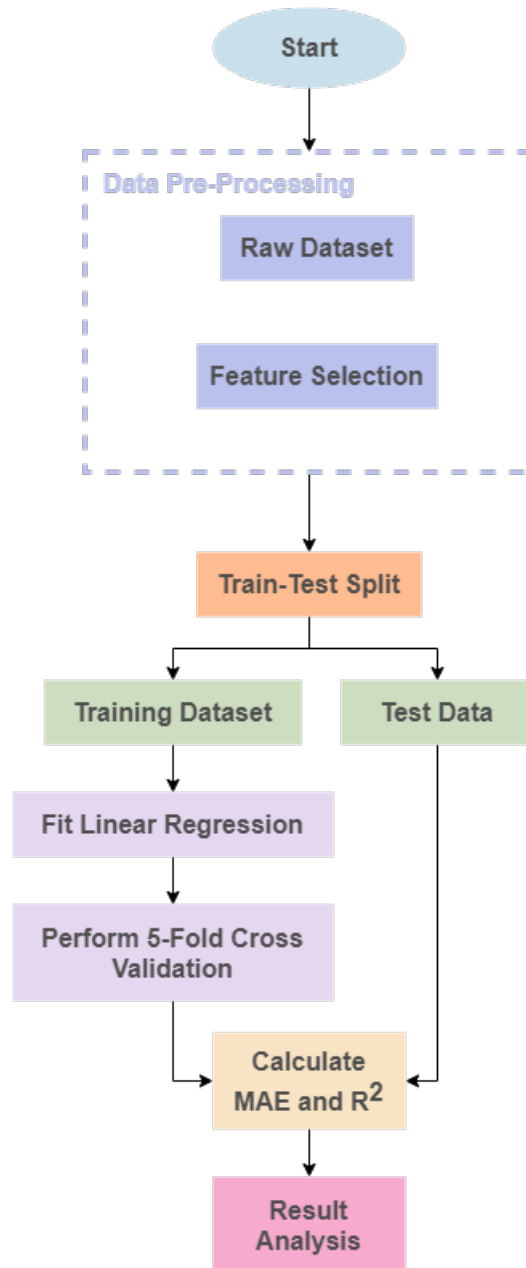 Start
Data Pre-Processing
Raw Dataset
Feature Selection
Train-Test Split
Training Dataset
Test Data
Fit Linear Regression
Perform 5-Fold Cross
Validation
Calculate
MAE and R²
Result
Analysis